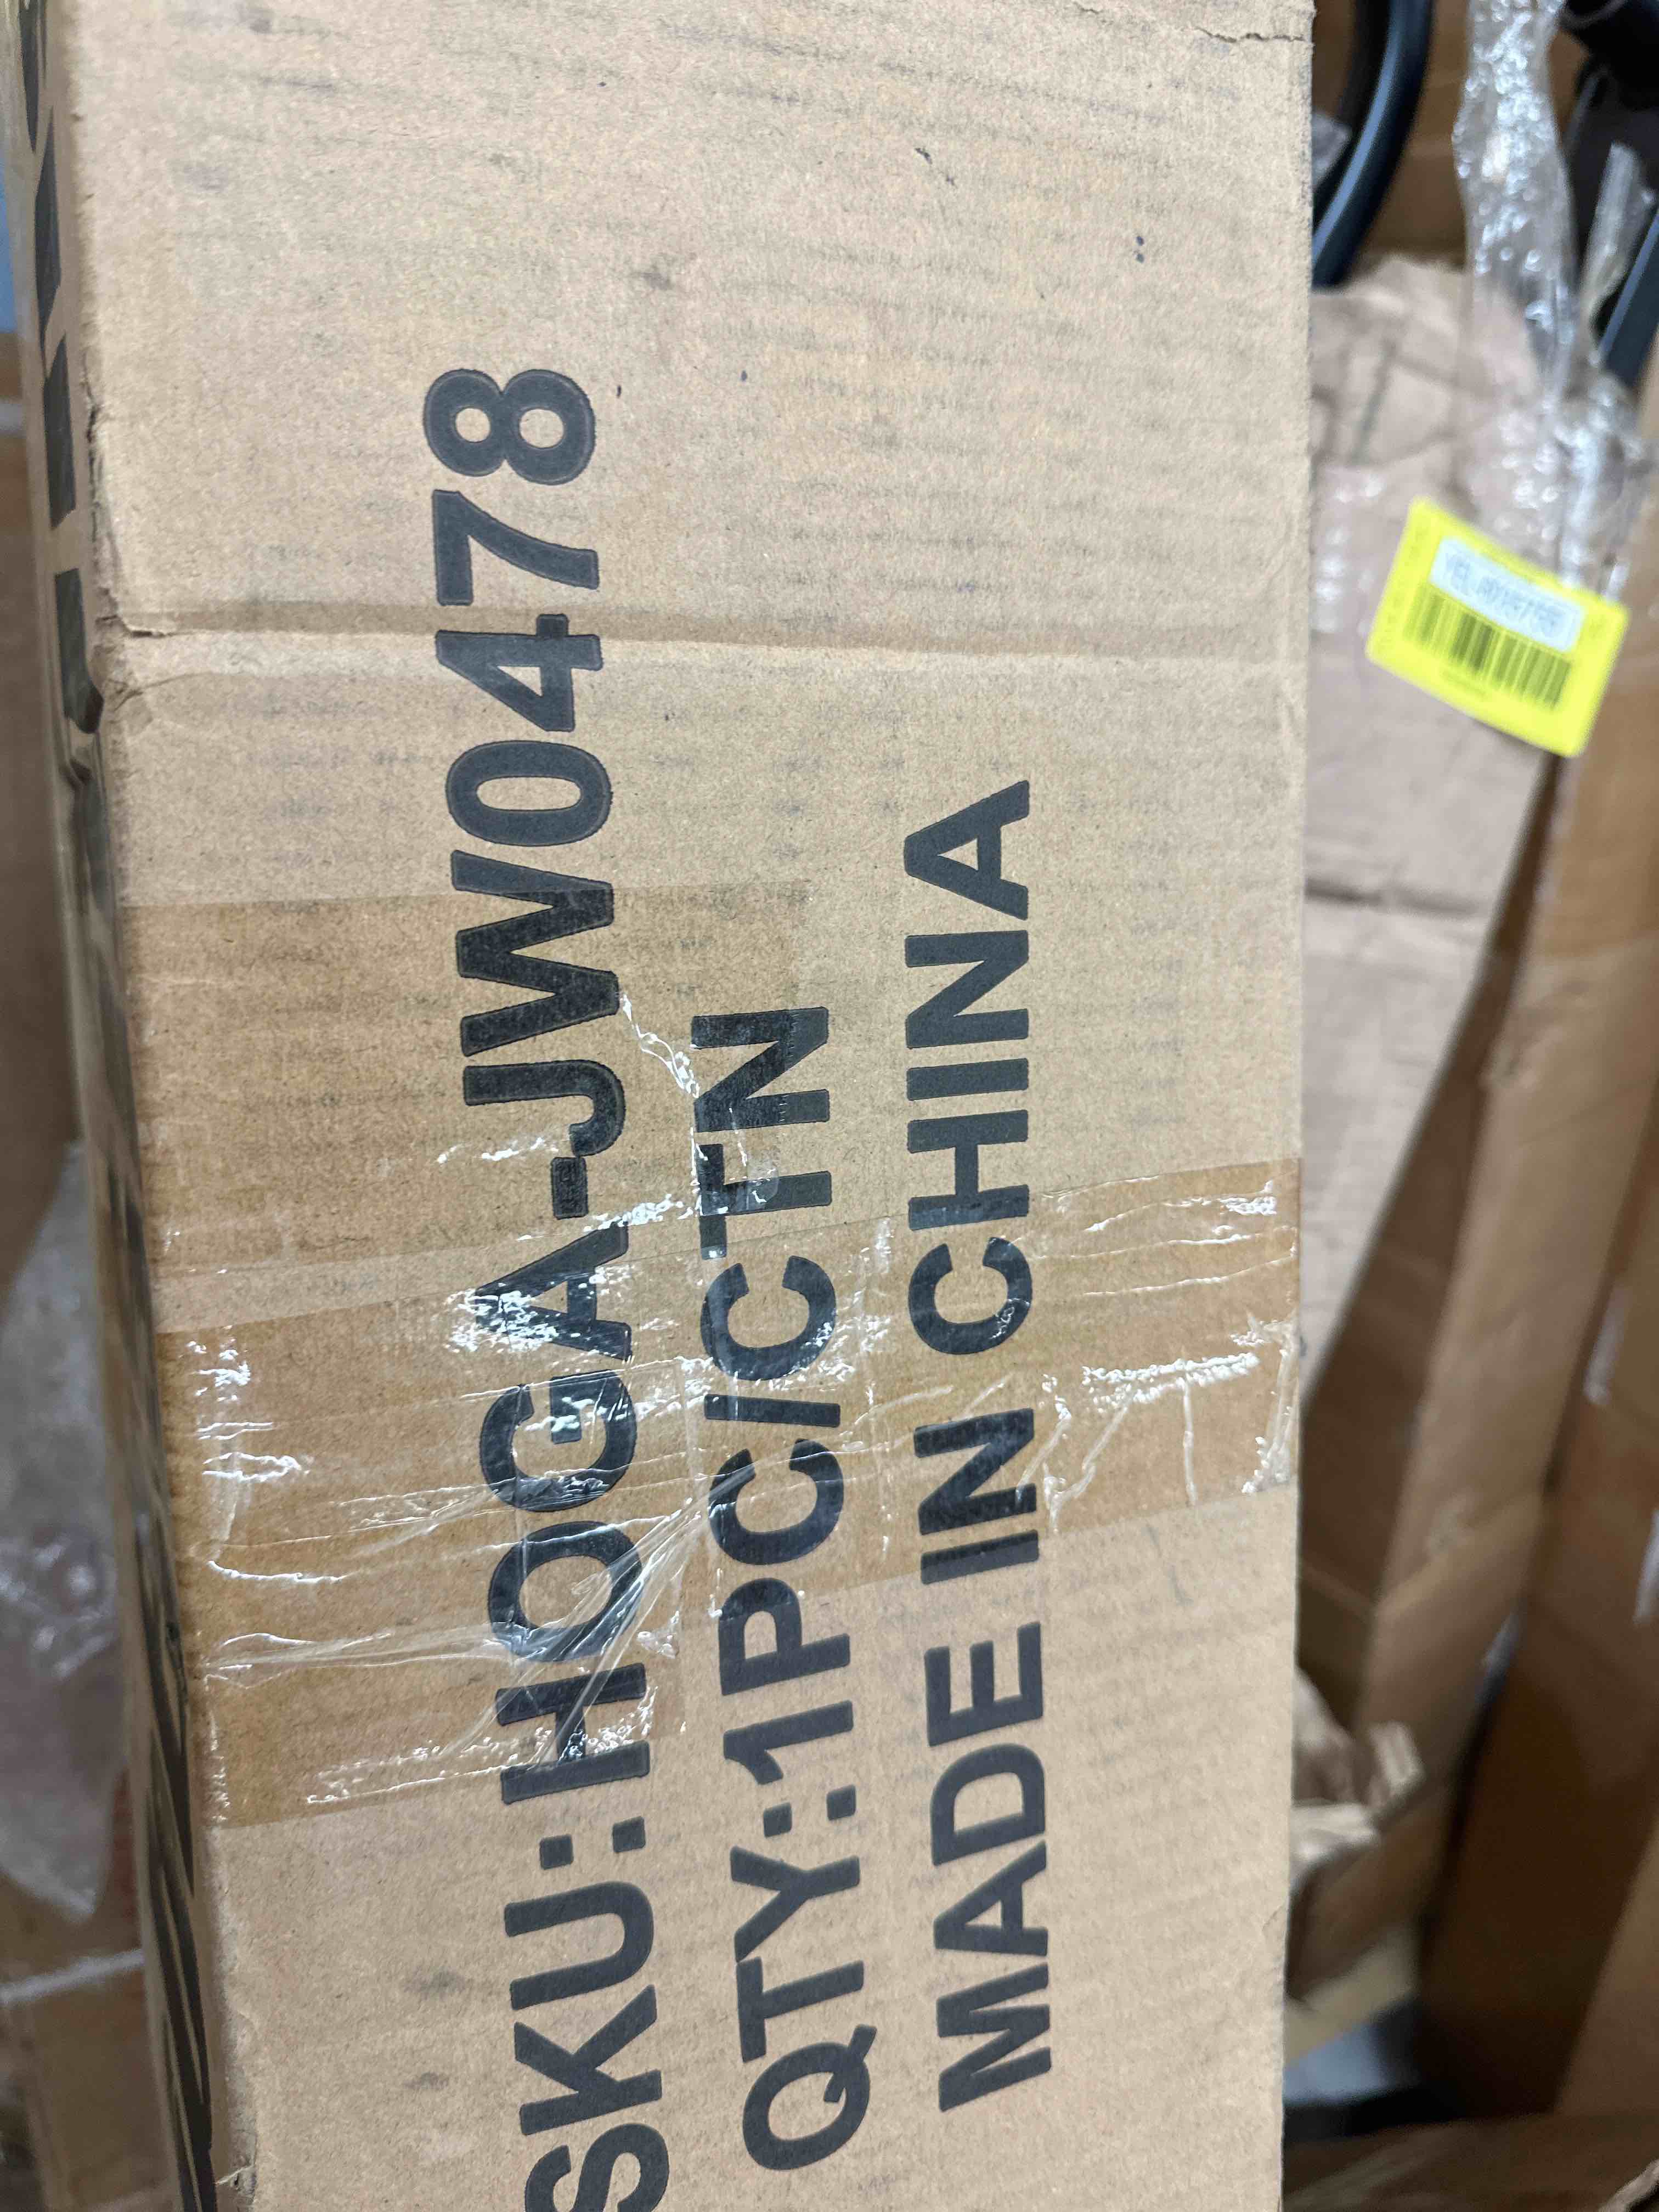 SKU:HOGA-JW0478
QTY:1PC/CTN
MADE IN CHINA